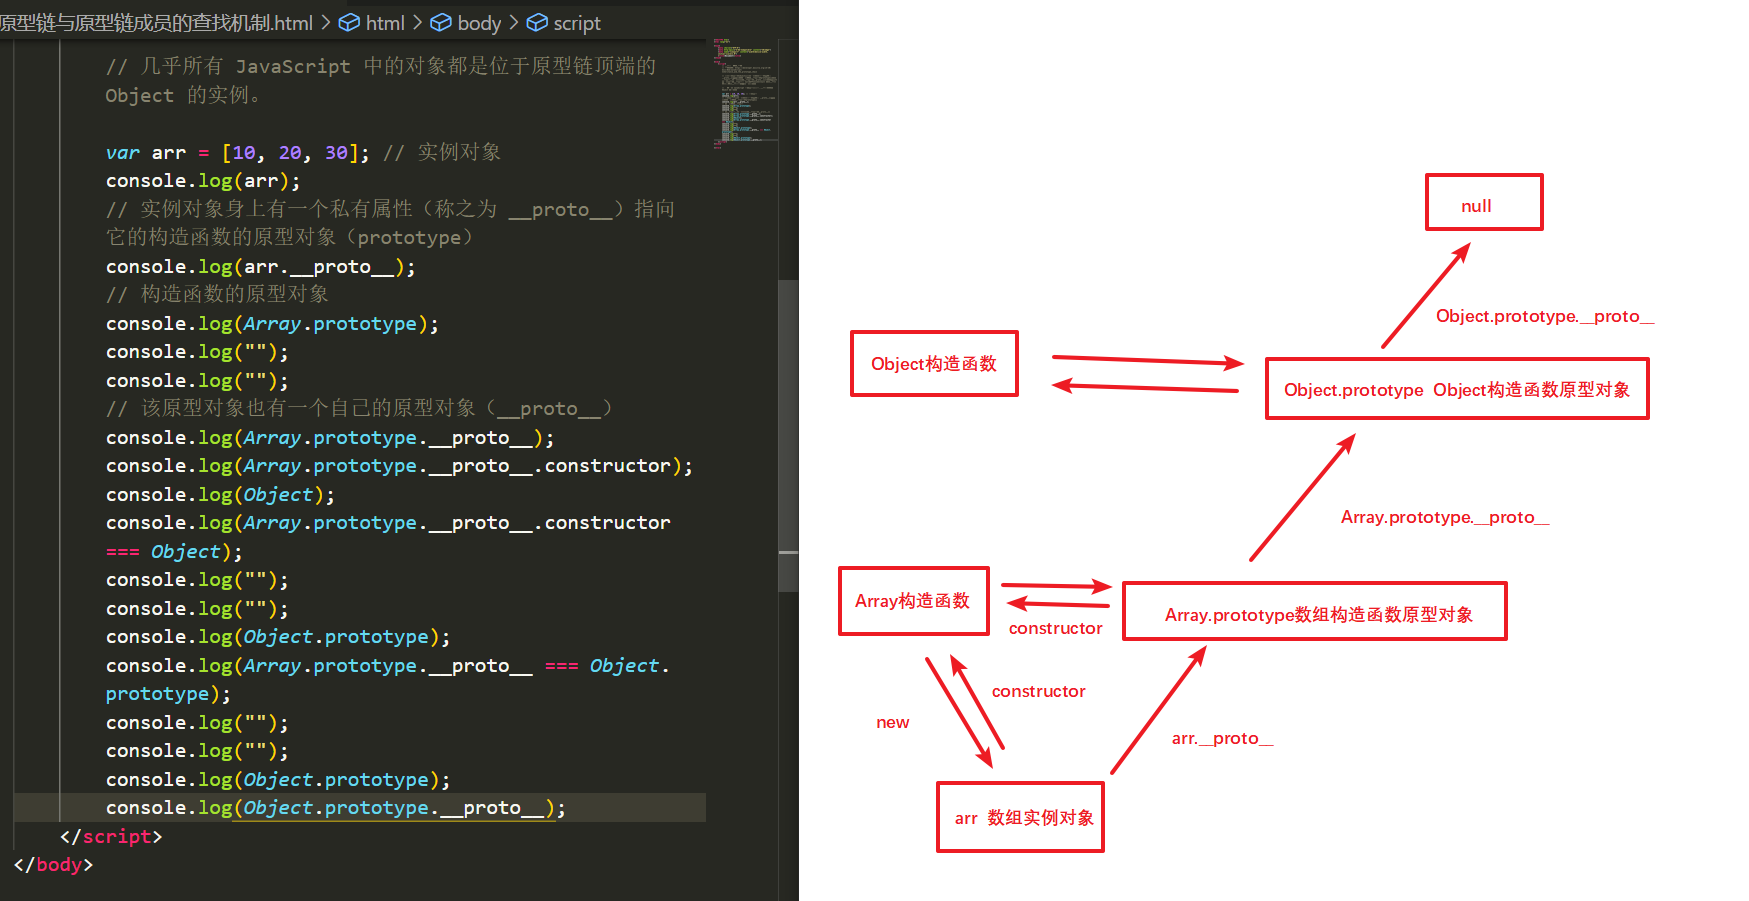 原型链与原型链成员的查找机制.html > html > body > script
// 几乎所有 JavaScript 中的对象都是位于原型链顶端的
Object 的实例。
var arr = [10, 20, 30]; // 实例对象
console.log(arr);
// 实例对象身上有一个私有属性（称之为 __proto__）指向
它的构造函数的原型对象（prototype）
console.log(arr.__proto__);
// 构造函数的原型对象
console.log(Array.prototype);
console.log("");
console.log("");
// 该原型对象也有一个自己的原型对象（__proto__）
console.log(Array.prototype.__proto__);
console.log(Array.prototype.__proto__.constructor);
console.log(Object);
console.log(Array.prototype.__proto__.constructor
=== Object);
console.log("");
console.log("");
console.log(Object.prototype);
console.log(Array.prototype.__proto__ === Object.
prototype);
console.log("");
console.log("");
console.log(Object.prototype);
console.log(Object.prototype.__proto__);
</script>
</body>
null
Object.prototype.__proto__
Object构造函数
Object.prototype Object构造函数原型对象
Array.prototype.__proto__
Array构造函数
constructor
Array.prototype数组构造函数原型对象
constructor
new
arr.__proto__
arr 数组实例对象